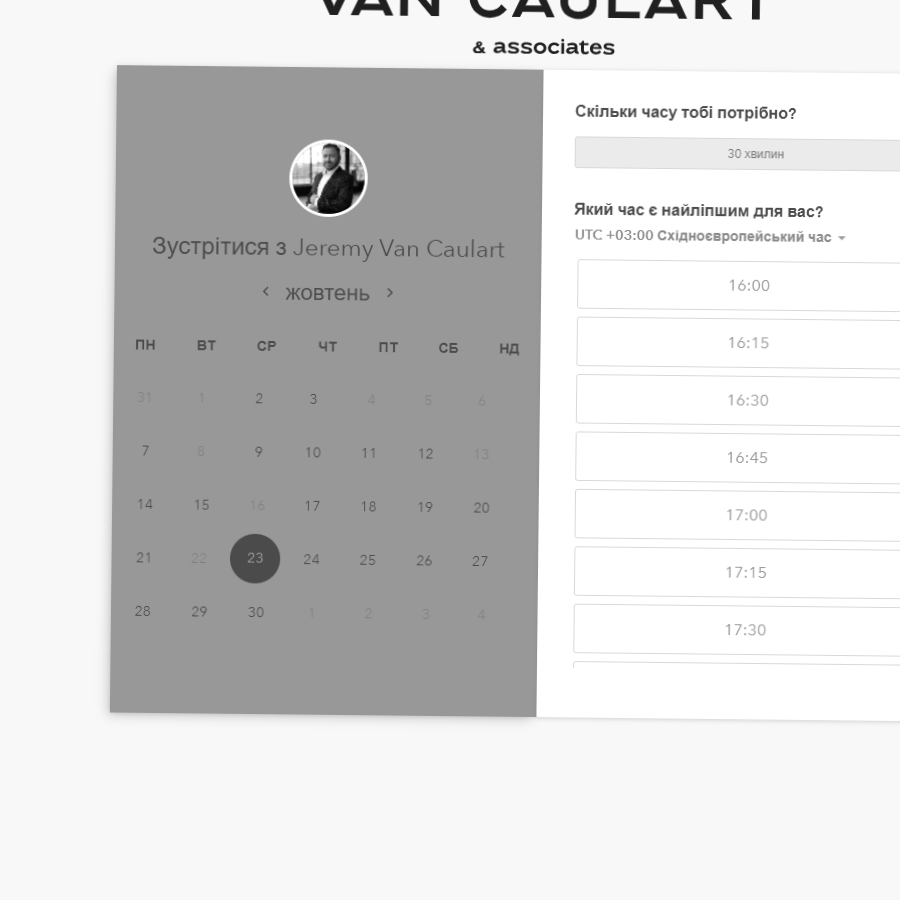 VAN CAULART
& associates
Зустрітися з Jeremy Van Caulart
жовтень
ПН ВТ СР ЧТ ПТ СБ НД
31 1 2 3 4 5 6
7 8 9 10 11 12 13
14 15 16 17 18 19 20
21 22 23 24 25 26 27
28 29 30 1 2 3 4
Скільки часу тобі потрібно?
30 хвилин
Який час є найліпшим для вас?
UTC +03:00 Східноєвропейський час
16:00
16:15
16:30
16:45
17:00
17:15
17:30